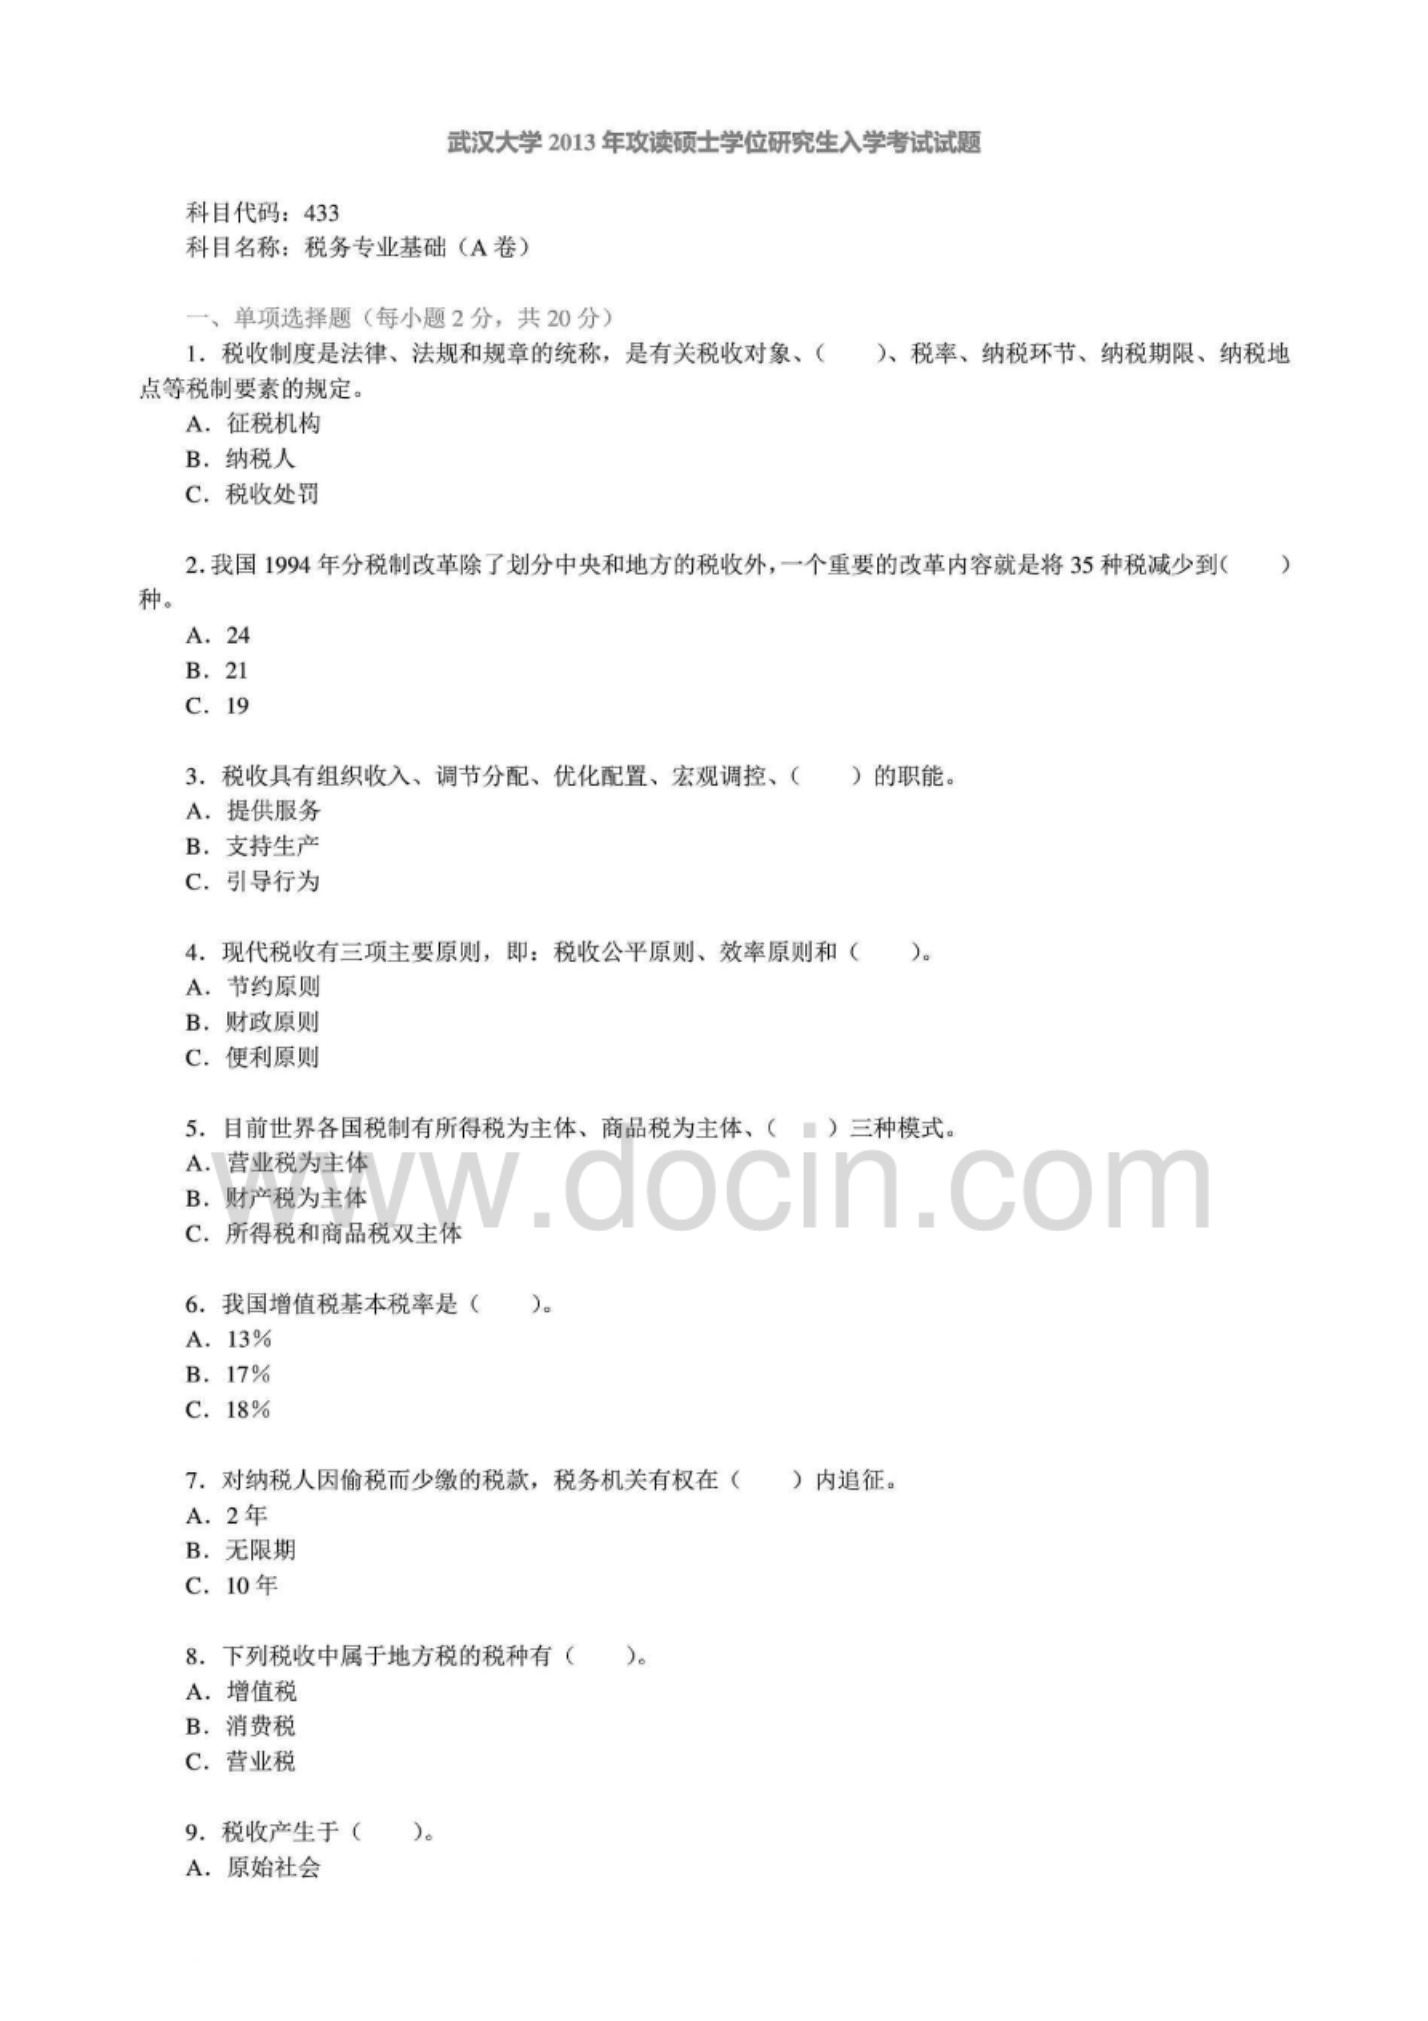 武汉大学 2013 年攻读硕士学位研究生入学考试试题
科目代码：433
科目名称：税务专业基础（A 卷）
一、单项选择题（每小题 2 分，共 20 分）
1．税收制度是法律、法规和规章的统称，是有关税收对象、（　　）、税率、纳税环节、纳税期限、纳税地
点等税制要素的规定。
A．征税机构
B．纳税人
C．税收处罚
2．我国 1994 年分税制改革除了划分中央和地方的税收外，一个重要的改革内容就是将 35 种税减少到（　　）
种。
A．24
B．21
C．19
3．税收具有组织收入、调节分配、优化配置、宏观调控、（　　）的职能。
A．提供服务
B．支持生产
C．引导行为
4．现代税收有三项主要原则，即：税收公平原则、效率原则和（　　）。
A．节约原则
B．财政原则
C．便利原则
5．目前世界各国税制有所得税为主体、商品税为主体、（　　）三种模式。
A．营业税为主体
B．财产税为主体
C．所得税和商品税双主体
www.docin.com
6．我国增值税基本税率是（　　）。
A．13％
B．17％
C．18％
7．对纳税人因偷税而少缴的税款，税务机关有权在（　　）内追征。
A．2 年
B．无限期
C．10 年
8．下列税收中属于地方税的税种有（　　）。
A．增值税
B．消费税
C．营业税
9．税收产生于（　　）。
A．原始社会